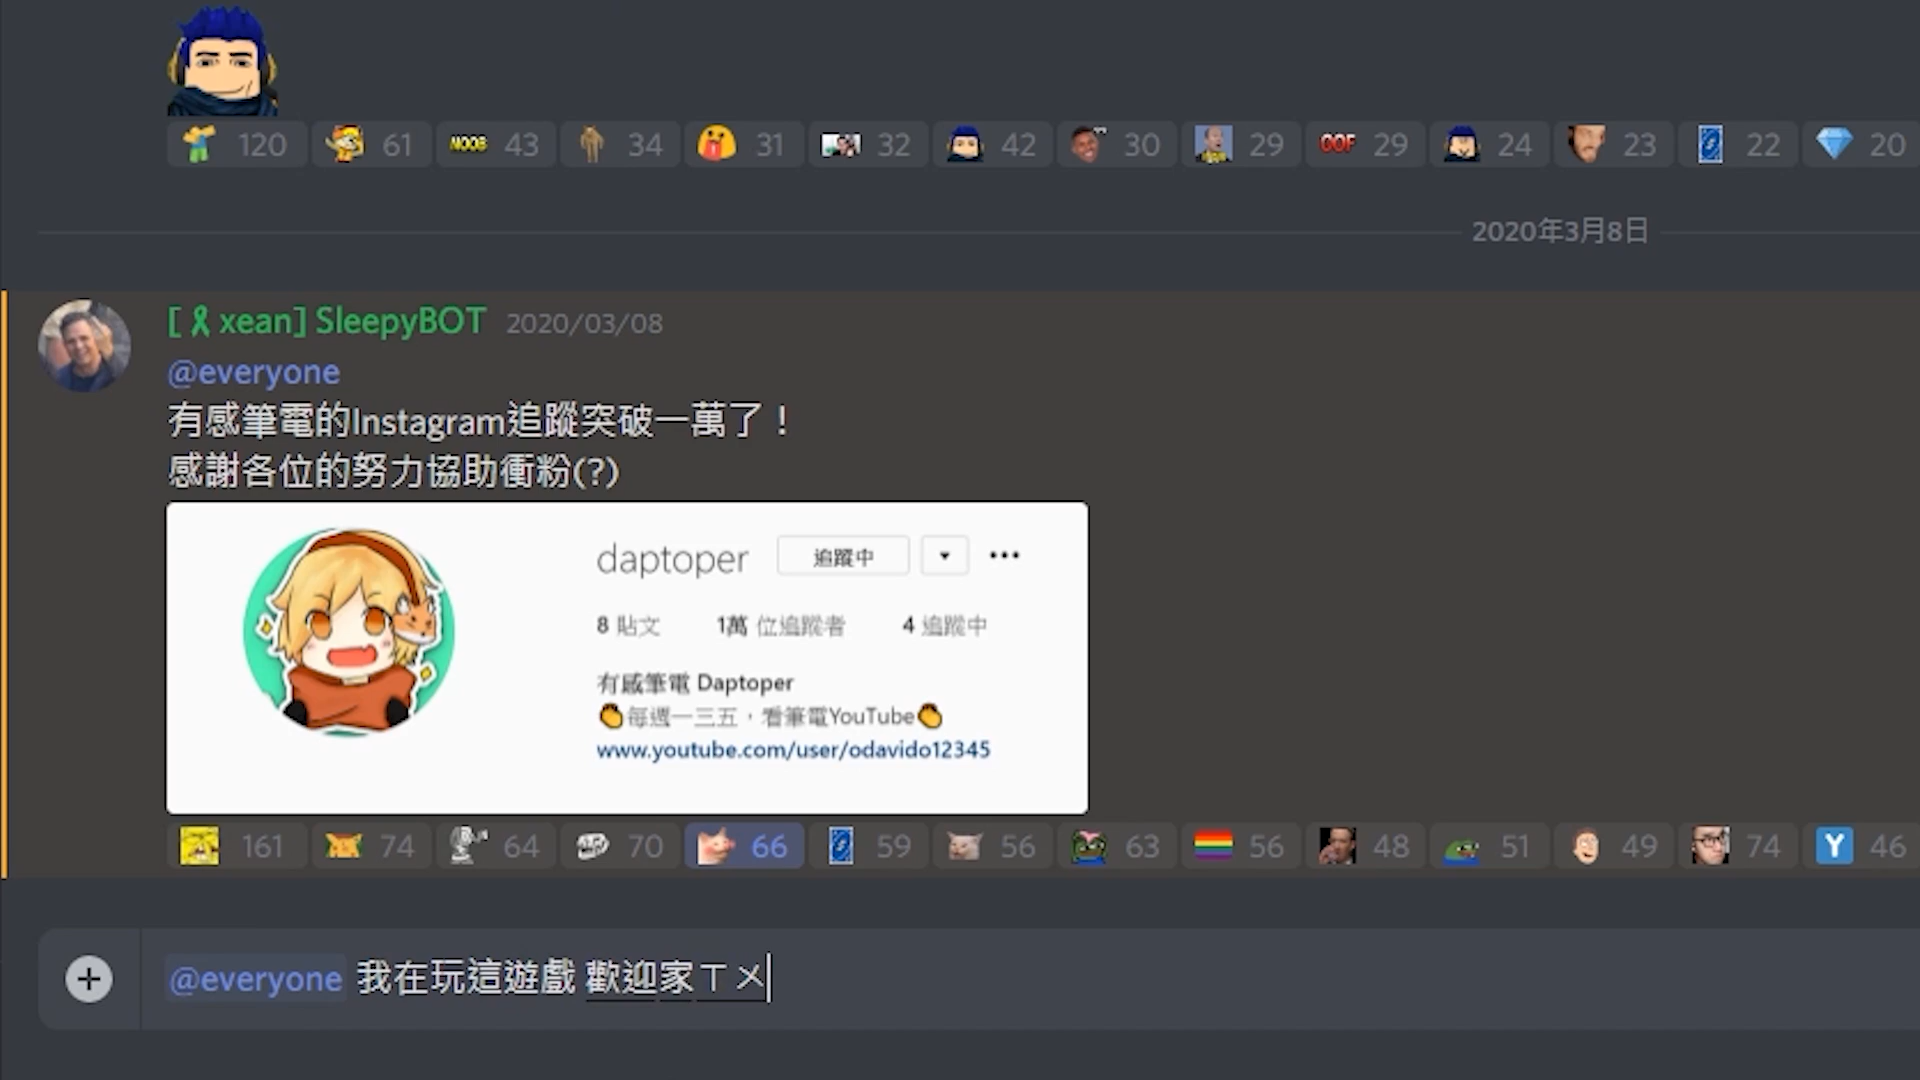 120 61 NOOB 43 34 31 32 42 30 29 OOF 29 24 23 22 20
2020年3月8日
[🎗xean] SleepyBOT 2020/03/08
@everyone
有感筆電的Instagram追蹤突破一萬了！
感謝各位的努力協助衝粉(?)
daptoper 追蹤中
8 貼文 1萬 位追蹤者 4 追蹤中
有感筆電 Daptoper
👏每週一三五，看筆電YouTube👏
www.youtube.com/user/odavido12345
161 74 64 70 66 59 56 63 56 48 51 49 74 Y 46
@everyone 我在玩這遊戲 歡迎家ㄒㄨ